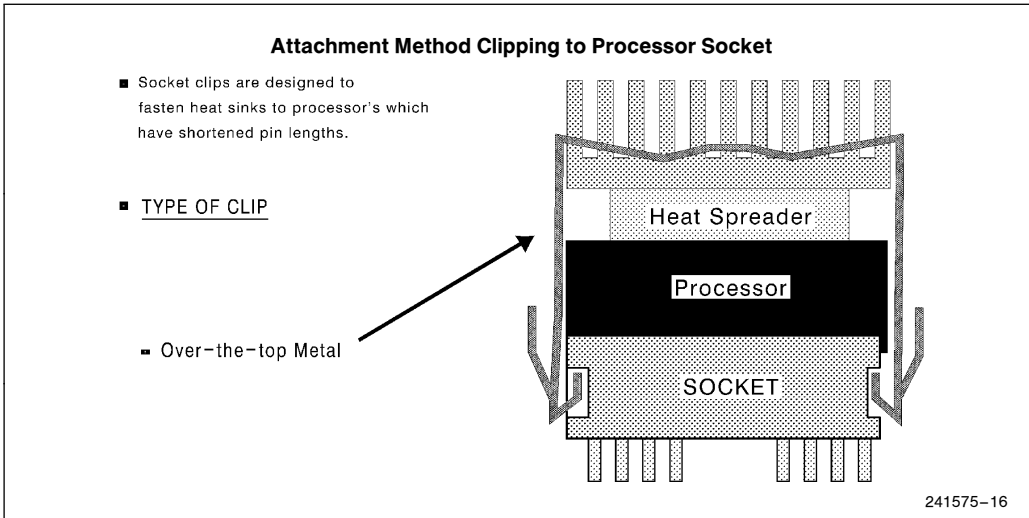 Attachment Method Clipping to Processor Socket
Socket clips are designed to
fasten heat sinks to processor's which
have shortened pin lengths.
TYPE OF CLIP
Over-the-top Metal
Heat Spreader
Processor
SOCKET
241575-16